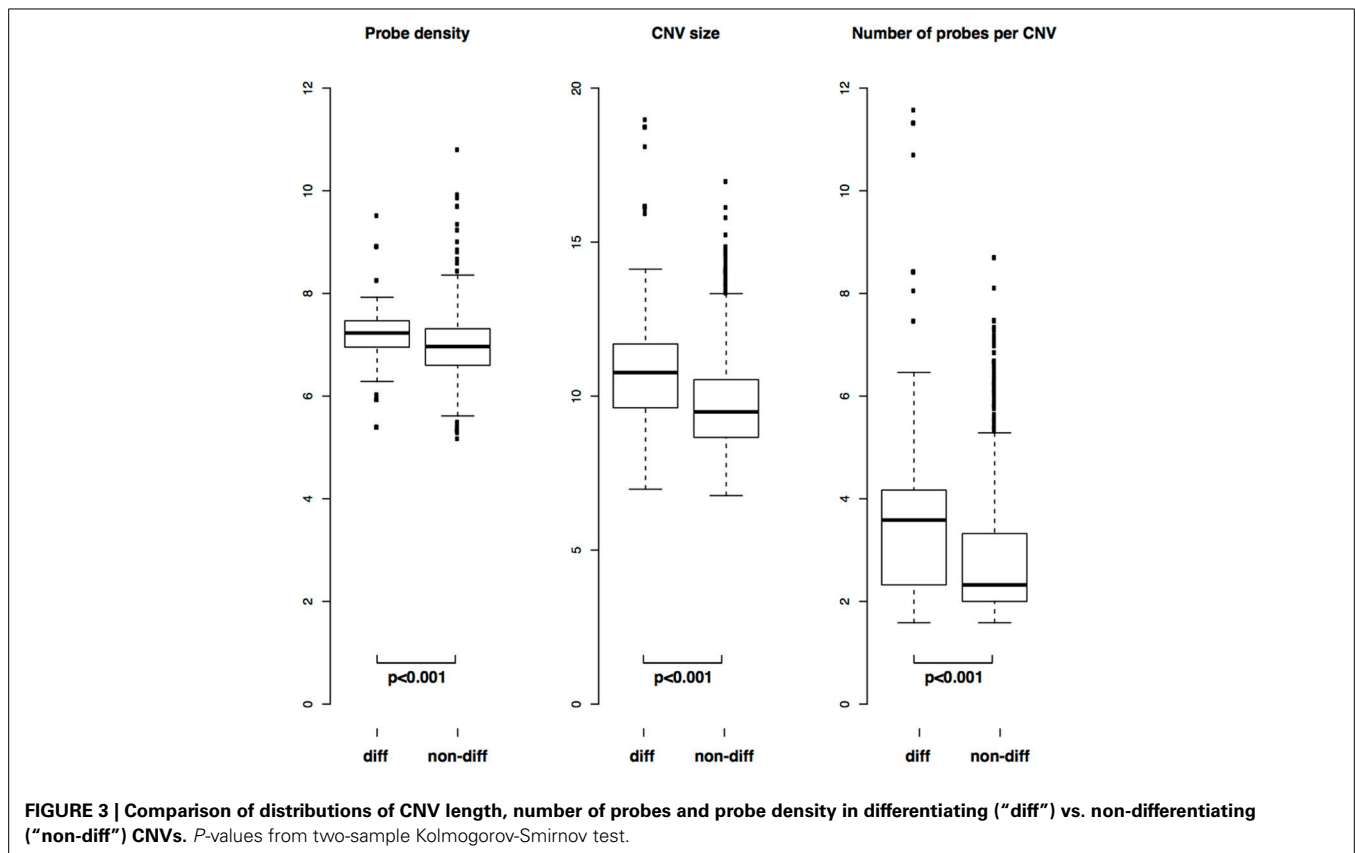 Probe density
CNV size
Number of probes per CNV
12
10
8
6
4
2
0
p<0.001
diff
non-diff
20
15
10
5
0
p<0.001
diff
non-diff
12
10
8
6
4
2
0
p<0.001
diff
non-diff
FIGURE 3 | Comparison of distributions of CNV length, number of probes and probe density in differentiating (“diff”) vs. non-differentiating
(“non-diff”) CNVs. P-values from two-sample Kolmogorov-Smirnov test.